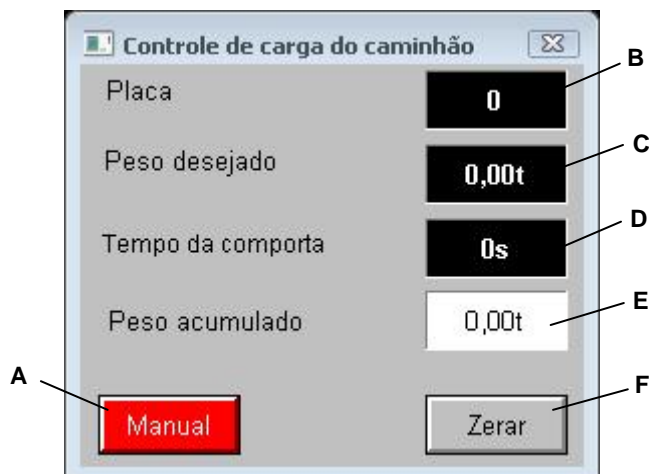 Controle de carga do caminhão
B
Placa 0
C
Peso desejado 0,00t
D
Tempo da comporta 0s
E
Peso acumulado 0,00t
A
F
Manual Zerar